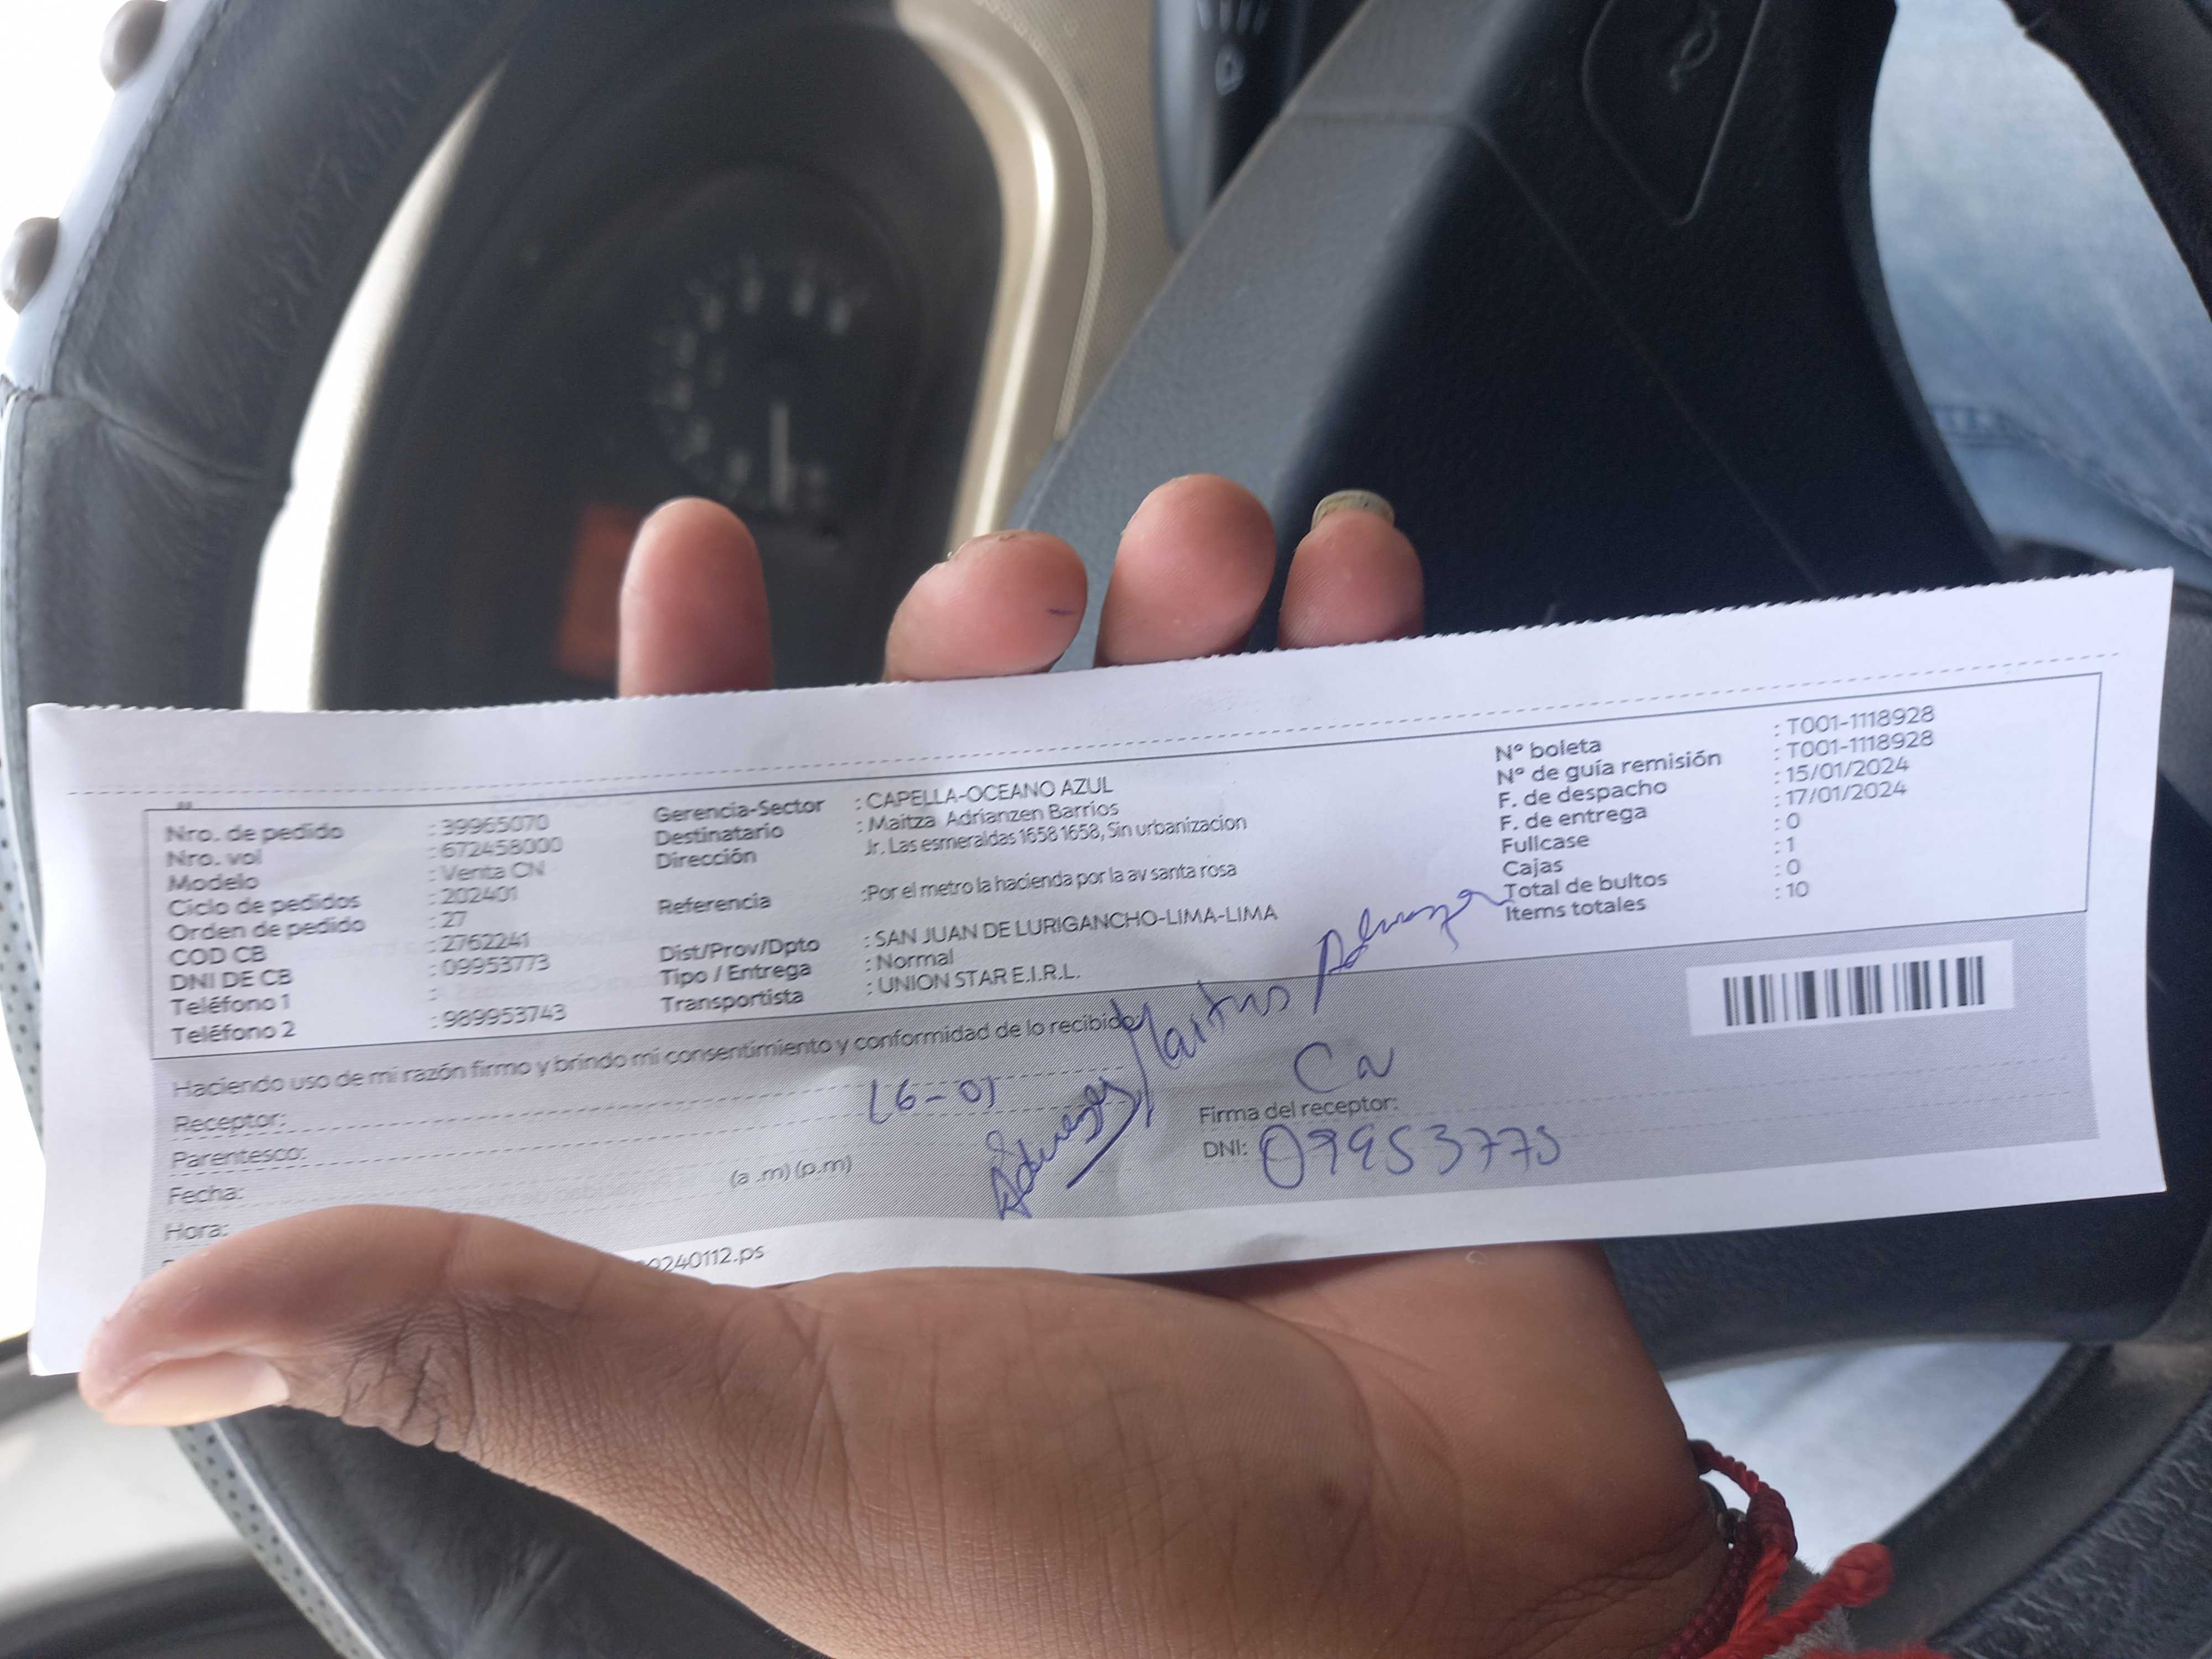 Nro. de pedido : 39965070
Nro. vol : 672458000
Modelo : Venta CN
Ciclo de pedidos : 202401
Orden de pedido : 27
COD CB : 2762241
DNI DE CB : 09953773
Teléfono 1 :
Teléfono 2 : 989953743
Gerencia-Sector : CAPELLA-OCEANO AZUL
Destinatario : Maitza Adrianzen Barrios
Dirección Jr. Las esmeraldas 1658 1658, Sin urbanizacion
Referencia :Por el metro la hacienda por la av santa rosa
Dist/Prov/Dpto : SAN JUAN DE LURIGANCHO-LIMA-LIMA
Tipo / Entrega : Normal
Transportista : UNION STAR E.I.R.L.
N° boleta : T001-1118928
N° de guía remisión : T001-1118928
F. de despacho : 15/01/2024
F. de entrega : 17/01/2024
Fullcase : 0
Cajas : 1
Total de bultos : 0
Items totales : 10
Haciendo uso de mi razón firmo y brindo mi consentimiento y conformidad de lo recibido:
Receptor:
Parentesco:
Fecha: 16-01
Hora: (a .m) (p.m)
Firma del receptor:
DNI: 09953773
0240112.ps